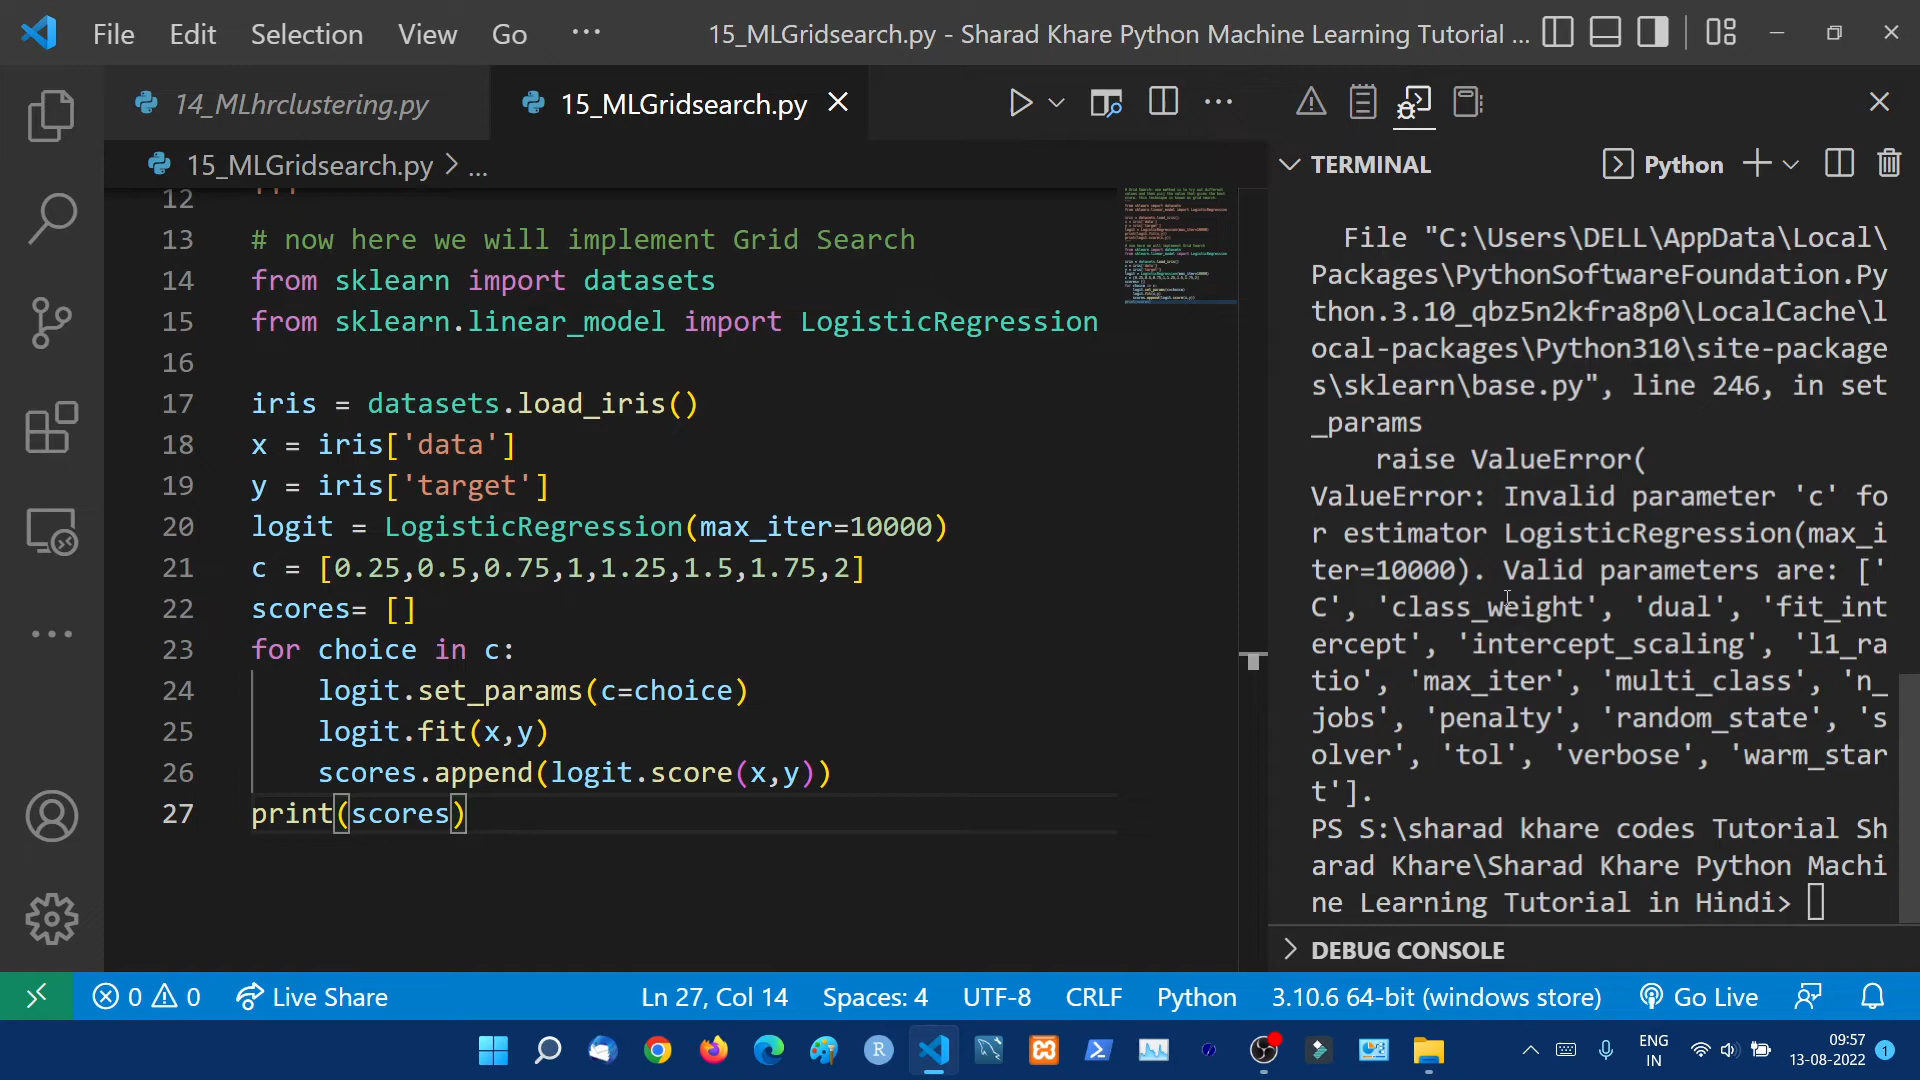 File Edit Selection View Go ··· 15_MLGridsearch.py - Sharad Khare Python Machine Learning Tutorial ...
14_MLhrclustering.py 15_MLGridsearch.py
15_MLGridsearch.py > ...
12 '''
13 # now here we will implement Grid Search
14 from sklearn import datasets
15 from sklearn.linear_model import LogisticRegression
16
17 iris = datasets.load_iris()
18 x = iris['data']
19 y = iris['target']
20 logit = LogisticRegression(max_iter=10000)
21 c = [0.25,0.5,0.75,1,1.25,1.5,1.75,2]
22 scores= []
23 for choice in c:
24 logit.set_params(c=choice)
25 logit.fit(x,y)
26 scores.append(logit.score(x,y))
27 print(scores)
TERMINAL Python
File "C:\Users\DELL\AppData\Local\
Packages\PythonSoftwareFoundation.Py
thon.3.10_qbz5n2kfra8p0\LocalCache\l
ocal-packages\Python310\site-package
s\sklearn\base.py", line 246, in set
_params
raise ValueError(
ValueError: Invalid parameter 'c' fo
r estimator LogisticRegression(max_i
ter=10000). Valid parameters are: ['
C', 'class_weight', 'dual', 'fit_int
ercept', 'intercept_scaling', 'l1_ra
tio', 'max_iter', 'multi_class', 'n_
jobs', 'penalty', 'random_state', 's
olver', 'tol', 'verbose', 'warm_star
t'].
PS S:\sharad khare codes Tutorial Sh
arad Khare\Sharad Khare Python Machi
ne Learning Tutorial in Hindi>
DEBUG CONSOLE
0 0 Live Share Ln 27, Col 14 Spaces: 4 UTF-8 CRLF Python 3.10.6 64-bit (windows store) Go Live
ENG
IN
09:57
13-08-2022
1